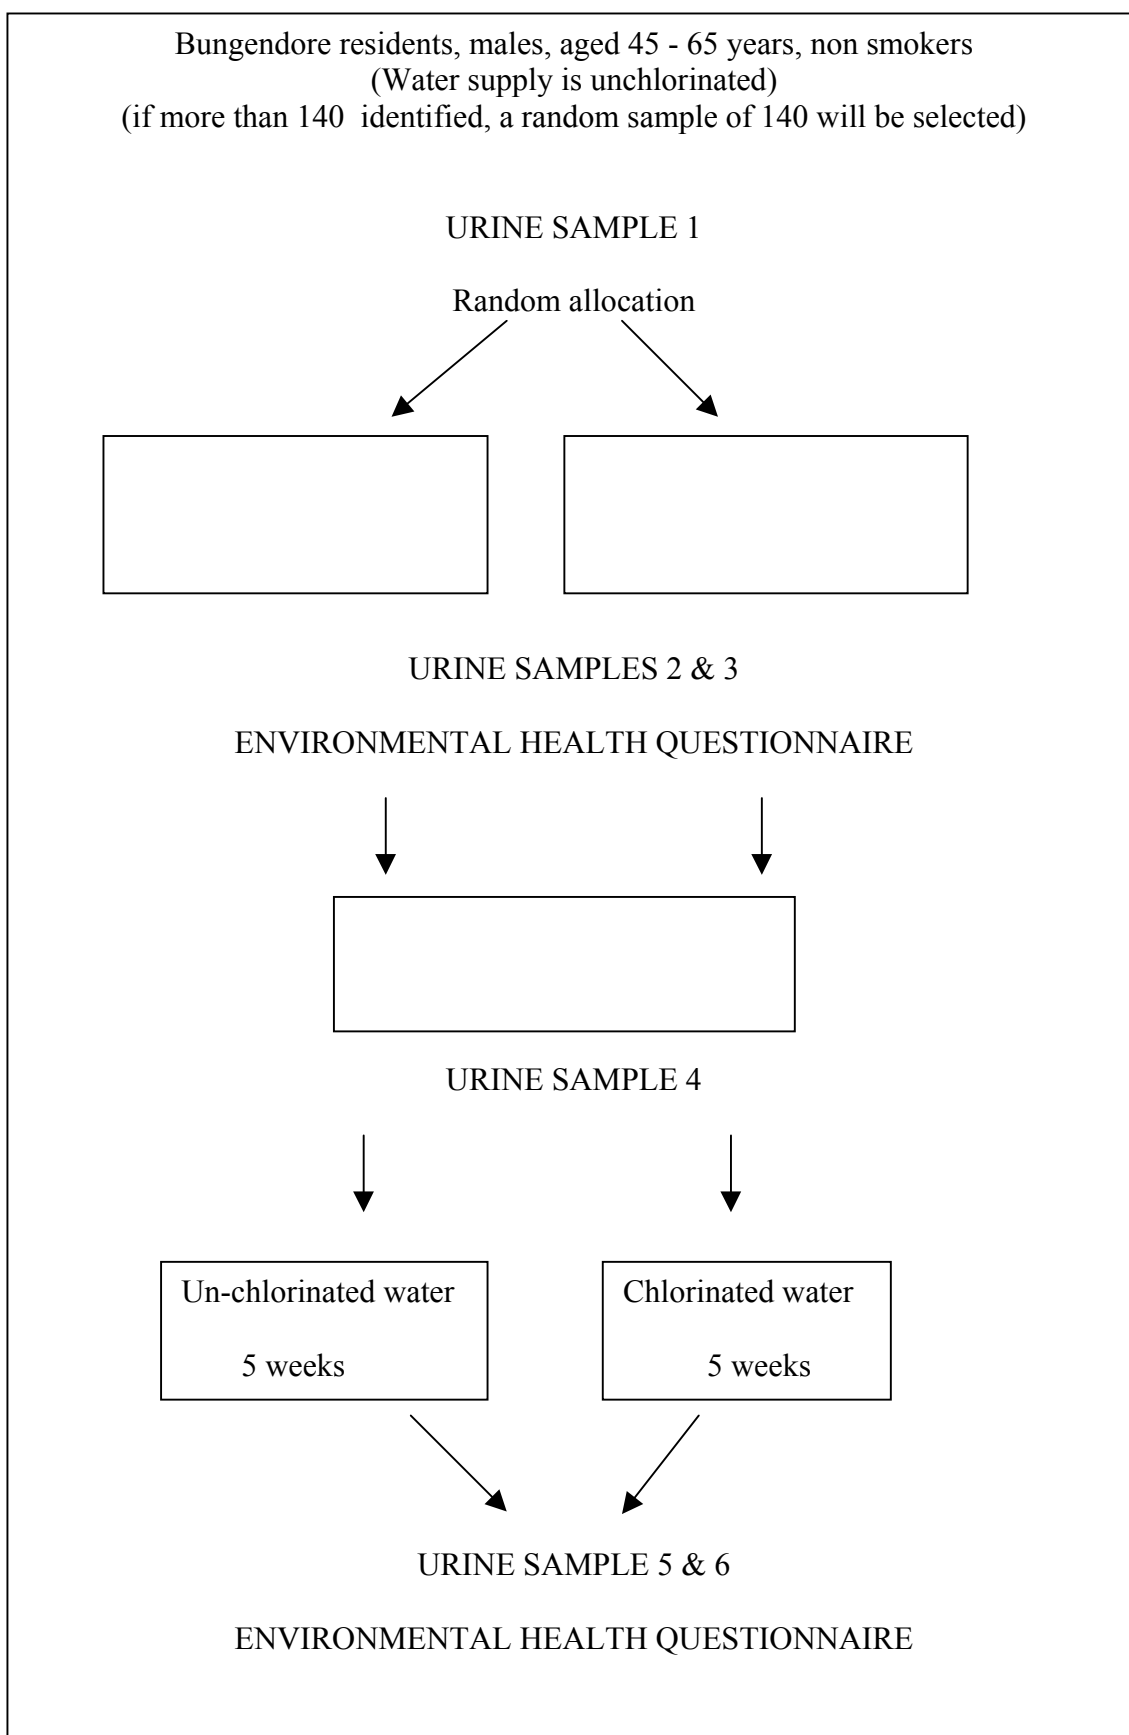 Bungendore residents, males, aged 45 - 65 years, non smokers
(Water supply is unchlorinated)
(if more than 140 identified, a random sample of 140 will be selected)
URINE SAMPLE 1
Random allocation
URINE SAMPLES 2 & 3
ENVIRONMENTAL HEALTH QUESTIONNAIRE
URINE SAMPLE 4
Un-chlorinated water
5 weeks
Chlorinated water
5 weeks
URINE SAMPLE 5 & 6
ENVIRONMENTAL HEALTH QUESTIONNAIRE